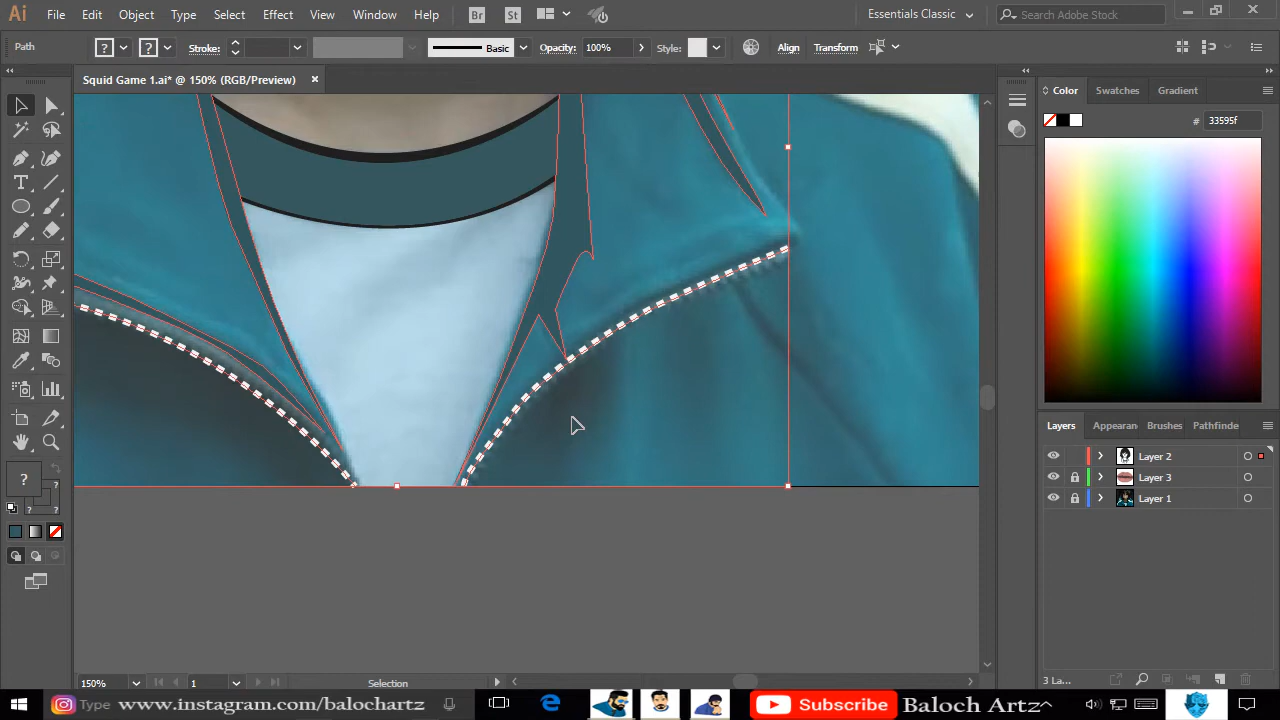 Ai File Edit Object Type Select Effect View Window Help Br St Essentials Classic Search Adobe Stock
Path ? ? Stroke: Basic Opacity: 100% Style: Align Transform
Squid Game 1.ai* @ 150% (RGB/Preview) ×
Color Swatches Gradient
# 33595f
Layers Appearan Brushes Pathfinde
Layer 2
Layer 3
Layer 1
?
?
?
?
3 La...
150% 1 Selection
Type www.instagram.com/balochartz Subscribe Baloch Artz